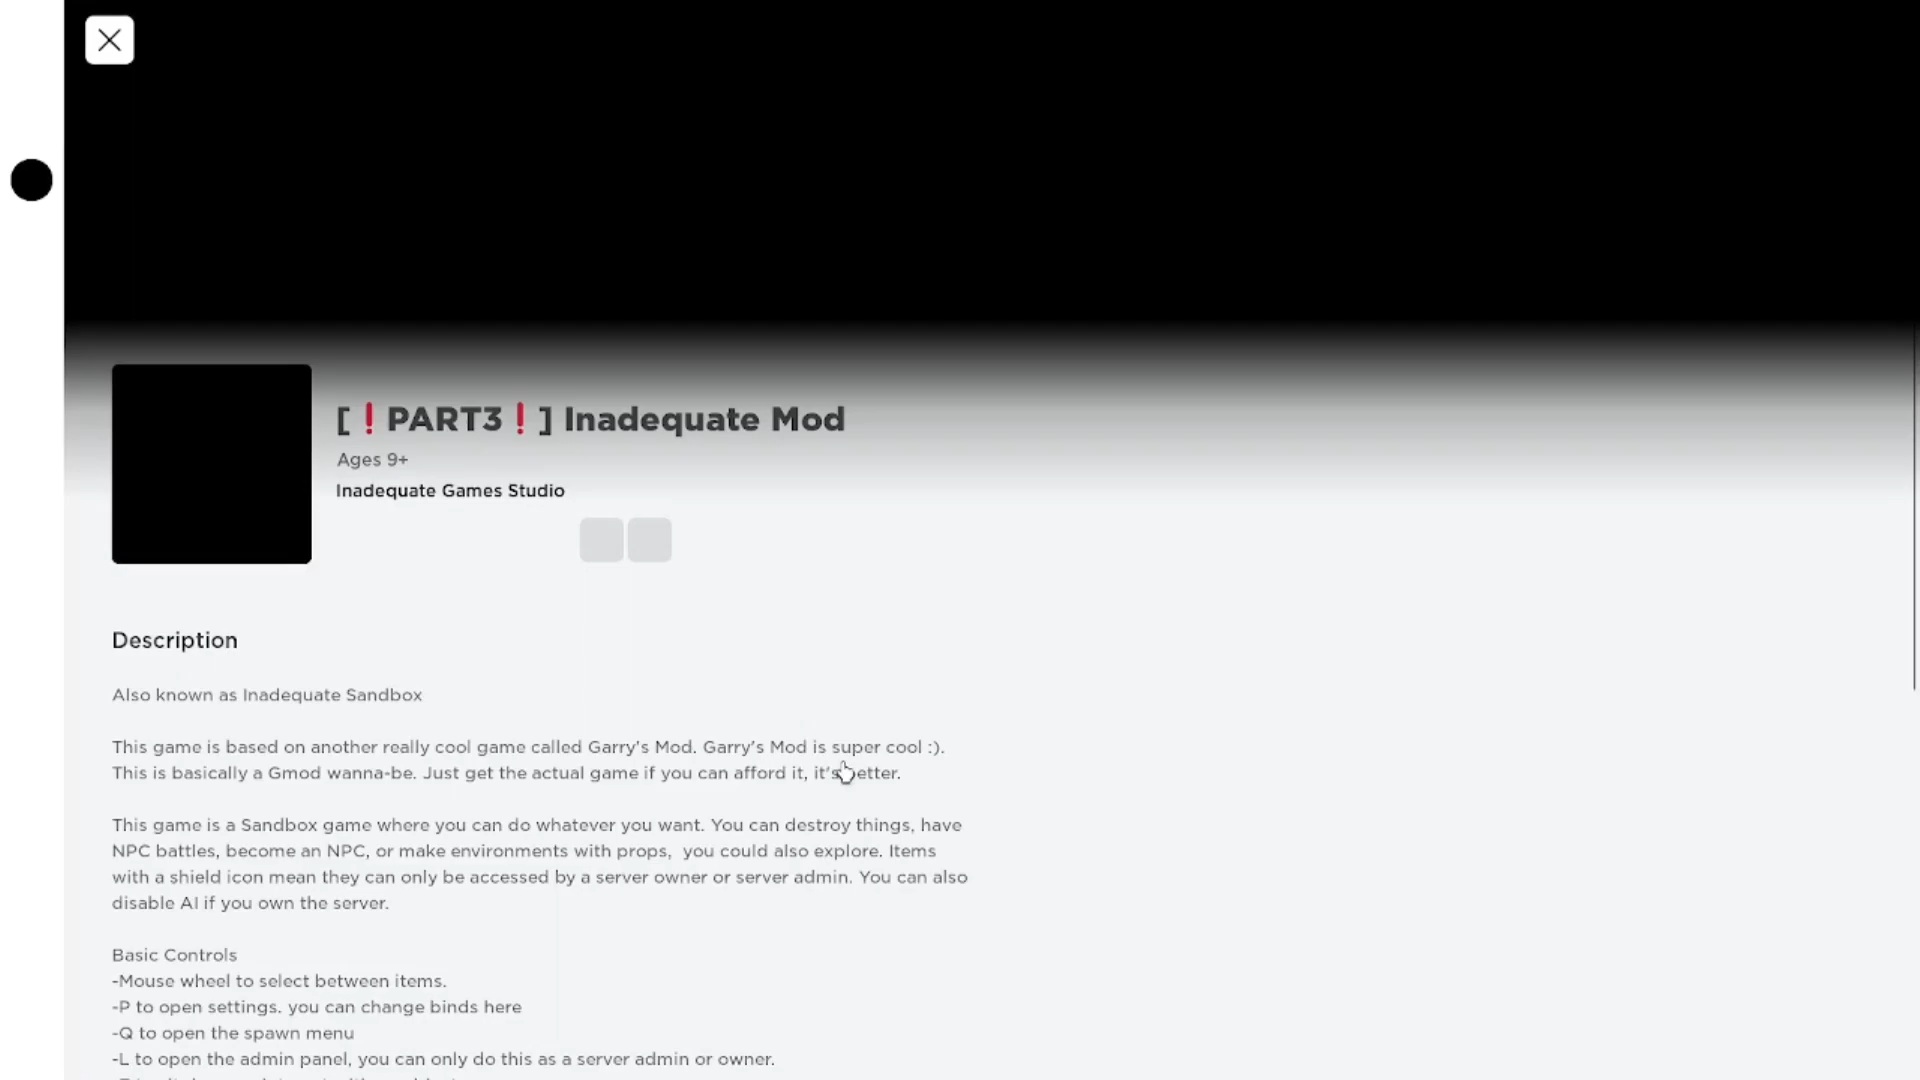 [❗PART3❗] Inadequate Mod
Ages 9+
Inadequate Games Studio
Description
Also known as Inadequate Sandbox
This game is based on another really cool game called Garry's Mod. Garry's Mod is super cool :).
This is basically a Gmod wanna-be. Just get the actual game if you can afford it, it's better.
This game is a Sandbox game where you can do whatever you want. You can destroy things, have
NPC battles, become an NPC, or make environments with props,  you could also explore. Items
with a shield icon mean they can only be accessed by a server owner or server admin. You can also
disable AI if you own the server.
Basic Controls
-Mouse wheel to select between items.
-P to open settings. you can change binds here
-Q to open the spawn menu
-L to open the admin panel, you can only do this as a server admin or owner.